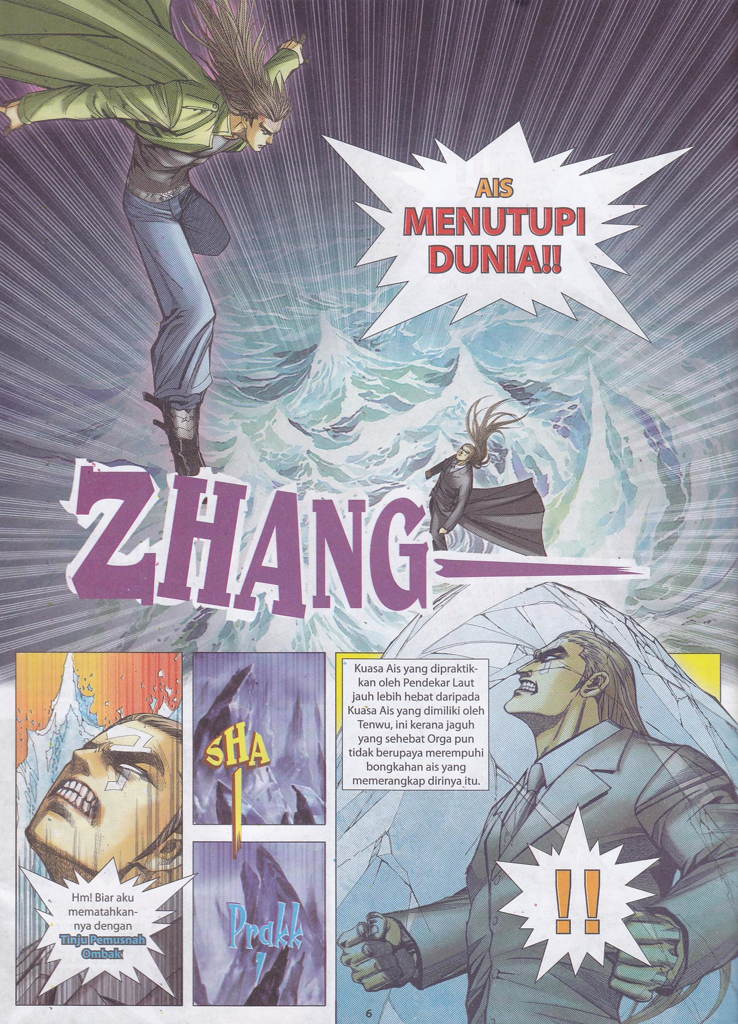 AIS
MENUTUPI
DUNIA!!
ZHANG
Hm! Biar aku
mematahkan-
nya dengan
Tinju Pemusnah
Ombak
SHA
Prakk
Kuasa Ais yang dipraktik-
kan oleh Pendekar Laut
jauh lebih hebat daripada
Kuasa Ais yang dimiliki oleh
Tenwu, ini kerana jaguh
yang sehebat Orga pun
tidak berupaya merempuhi
bongkahan ais yang
memerangkap dirinya itu.
!!
6